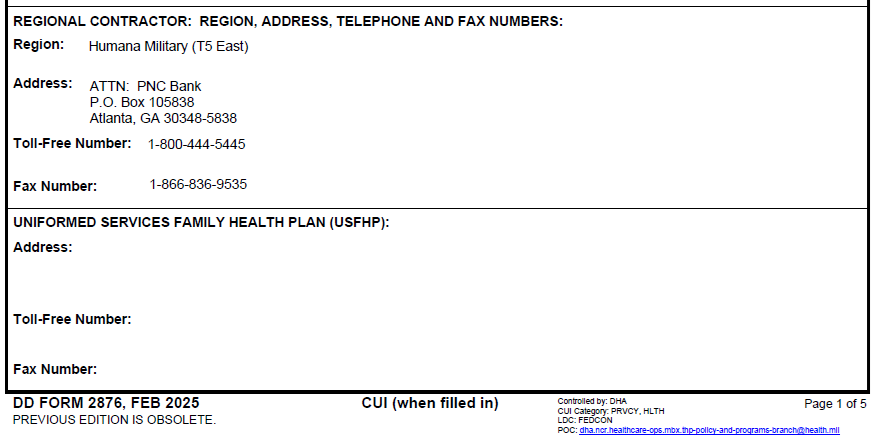 REGIONAL CONTRACTOR: REGION, ADDRESS, TELEPHONE AND FAX NUMBERS:
Region: Humana Military (T5 East)
Address: ATTN: PNC Bank
P.O. Box 105838
Atlanta, GA 30348-5838
Toll-Free Number: 1-800-444-5445
Fax Number: 1-866-836-9535
UNIFORMED SERVICES FAMILY HEALTH PLAN (USFHP):
Address:
Toll-Free Number:
Fax Number:
DD FORM 2876, FEB 2025
PREVIOUS EDITION IS OBSOLETE.
CUI (when filled in)
Controlled by: DHA
CUI Category: PRVCY, HLTH
LDC: FEDCON
POC: dha.ncr.healthcare-ops.mbx.thp-policy-and-programs-branch@health.mil
Page 1 of 5